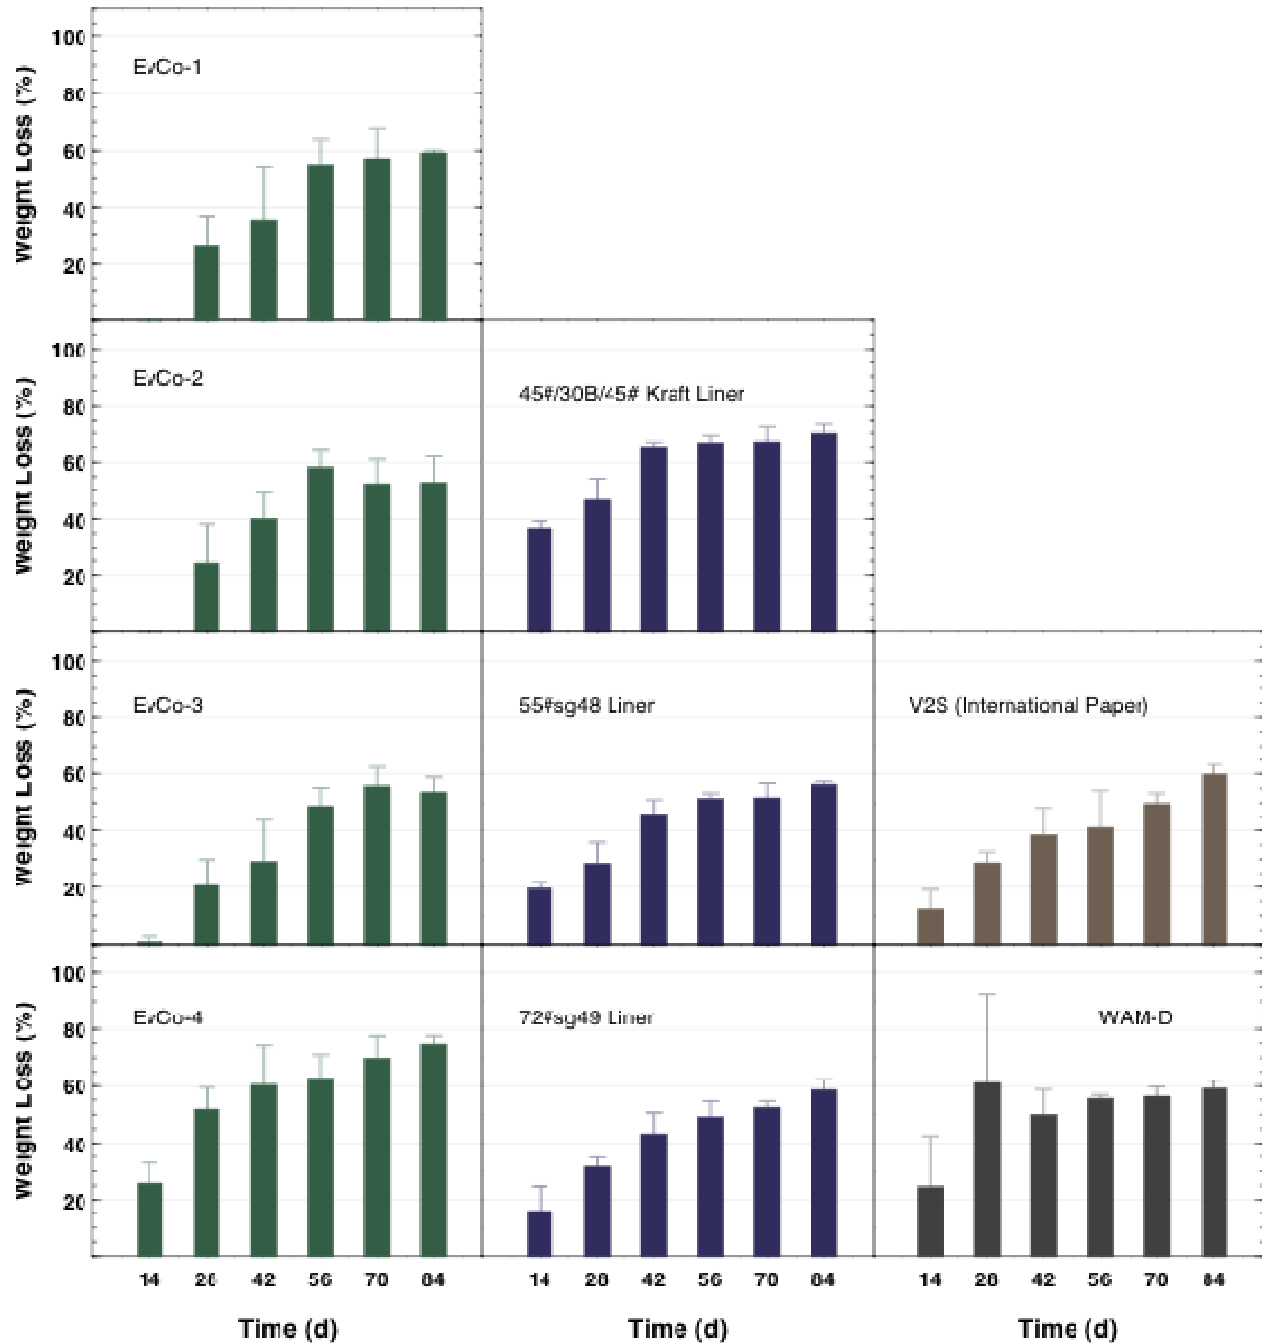 Weight Loss (%)
100
80
60
40
20
EvCo-1
Weight Loss (%)
100
80
60
40
20
EvCo-2
45#/30B/45# Kraft Liner
Weight Loss (%)
100
80
60
40
20
EvCo-3
55#sg48 Liner
V2S (International Paper)
Weight Loss (%)
100
80
60
40
20
EvCo-4
72#sg49 Liner
WAM-D
14 28 42 56 70 84
14 28 42 56 70 84
14 28 42 56 70 84
Time (d)
Time (d)
Time (d)